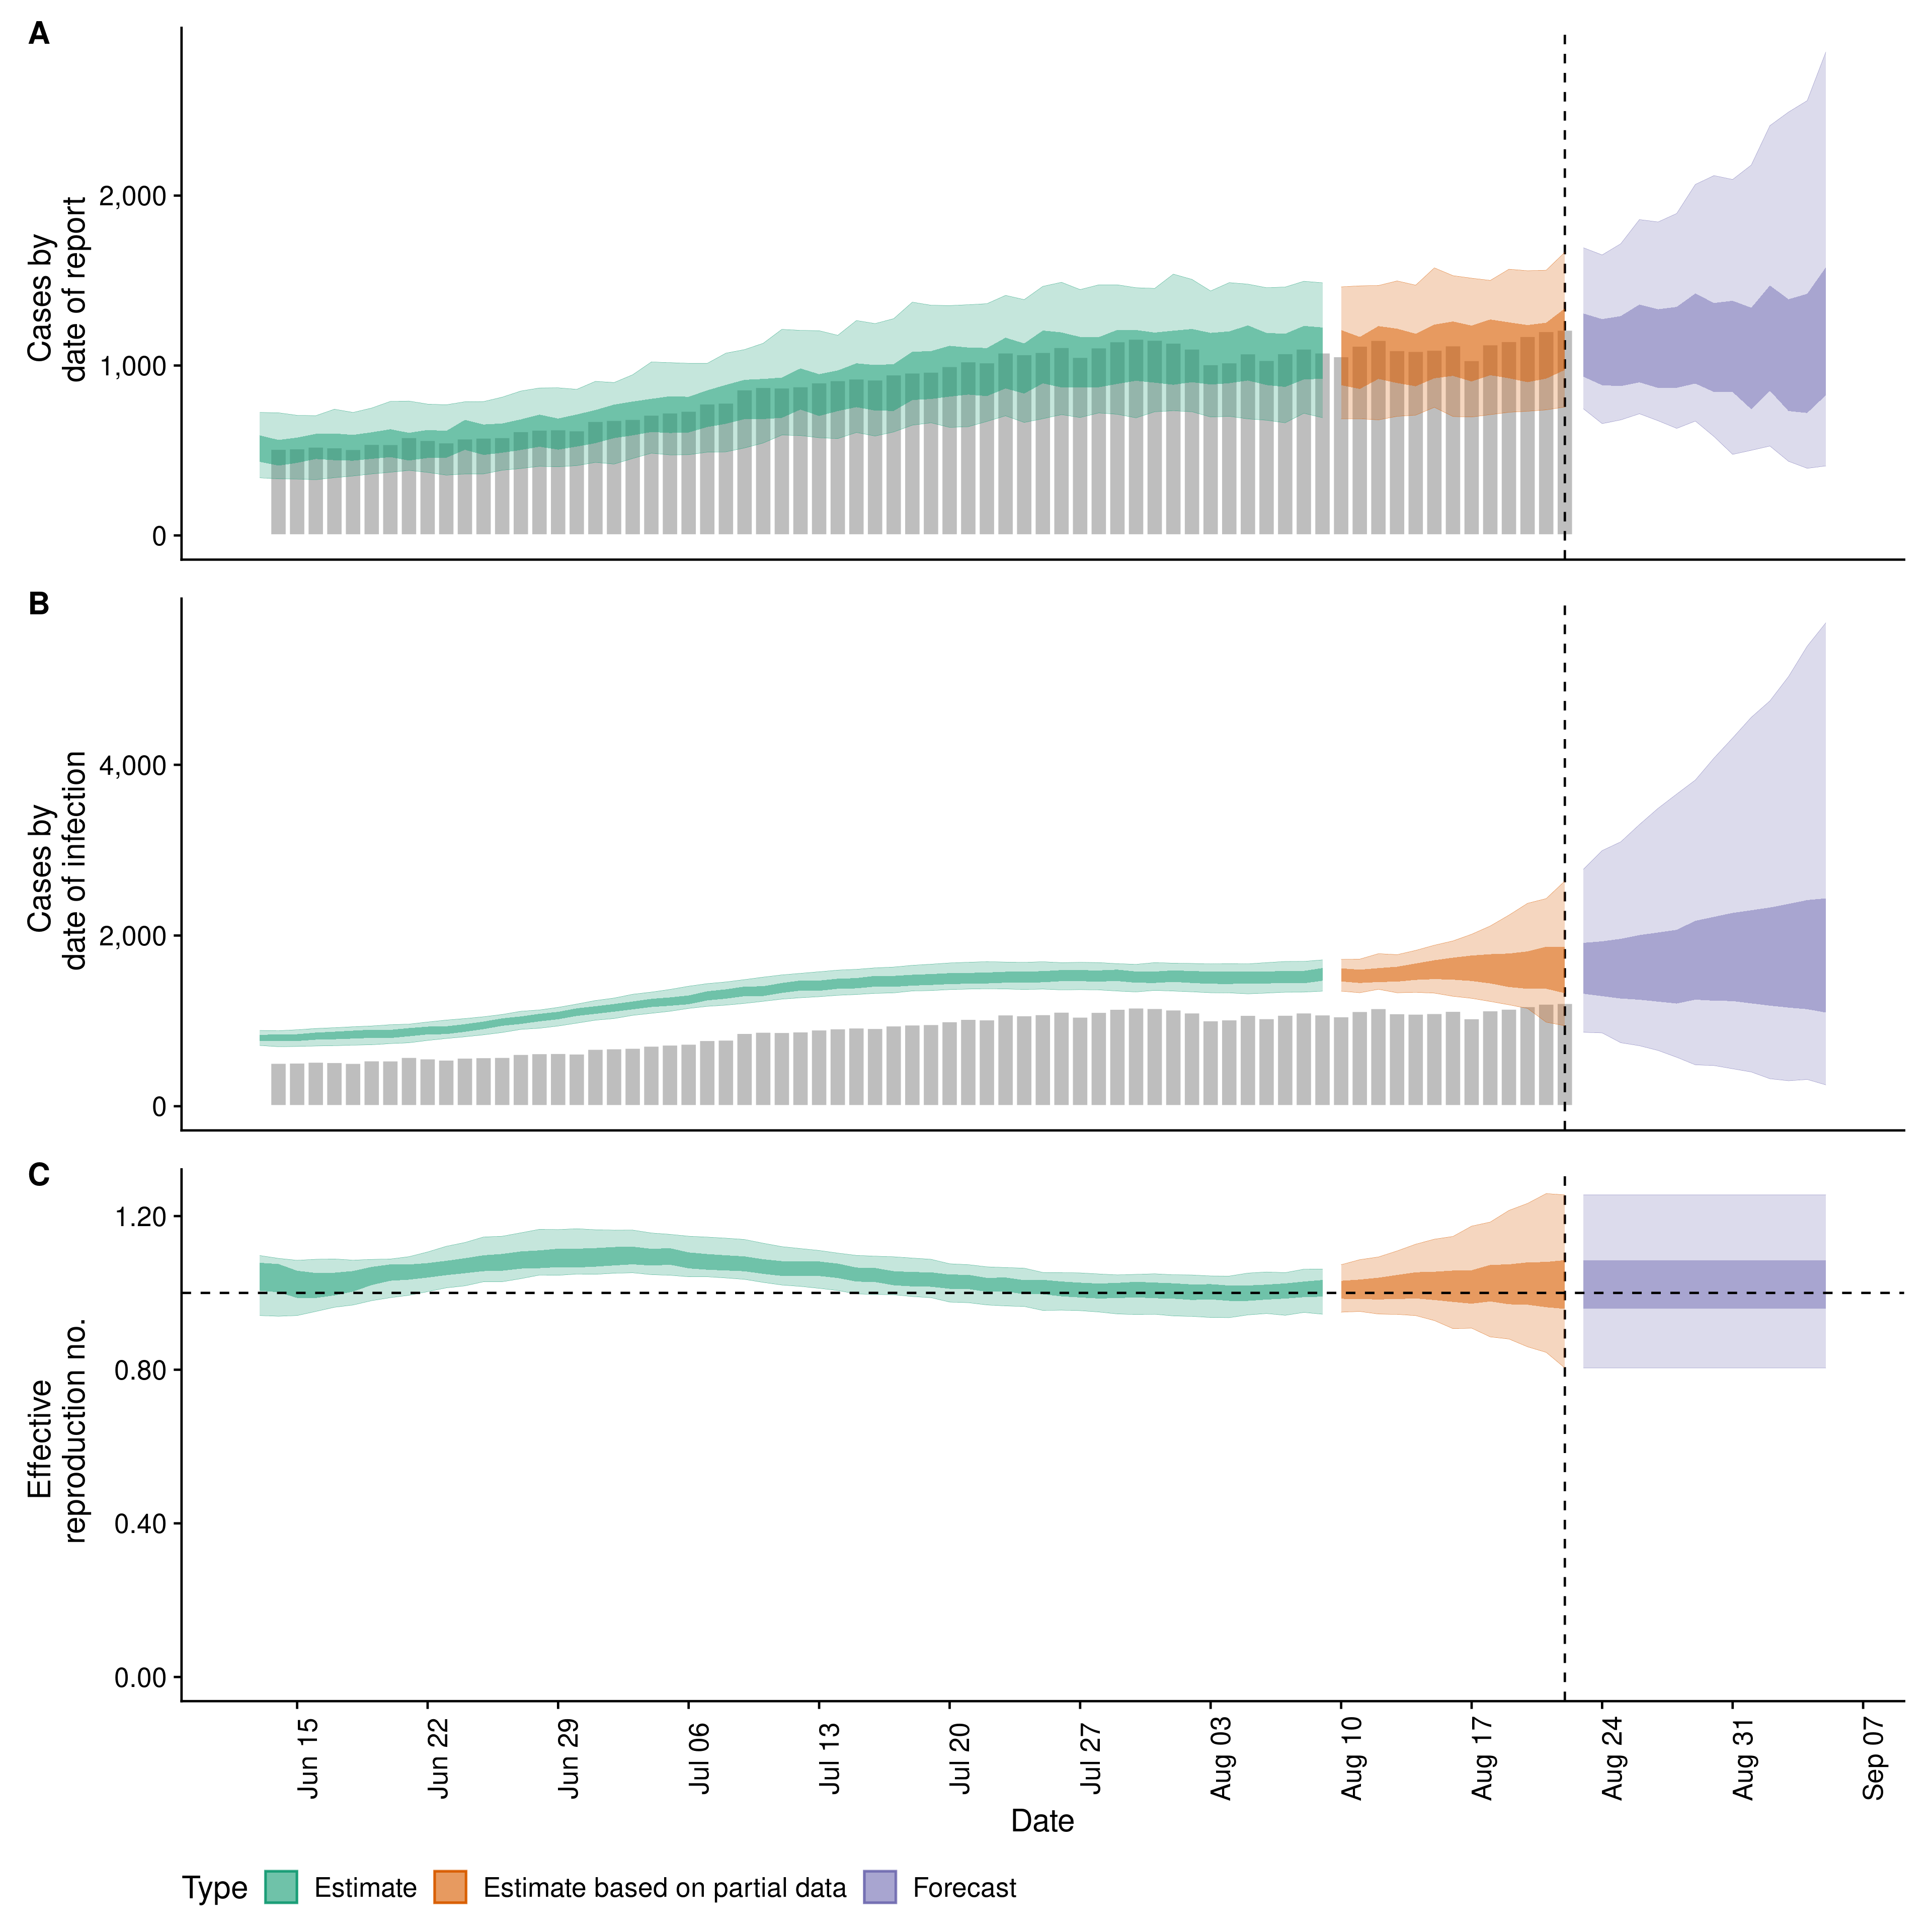 A
Cases by
date of report
2,000
1,000
0
B
Cases by
date of infection
4,000
2,000
0
C
Effective
reproduction no.
1.20
0.80
0.40
0.00
Jun 15
Jun 22
Jun 29
Jul 06
Jul 13
Jul 20
Jul 27
Aug 03
Aug 10
Aug 17
Aug 24
Aug 31
Sep 07
Date
Type Estimate Estimate based on partial data Forecast